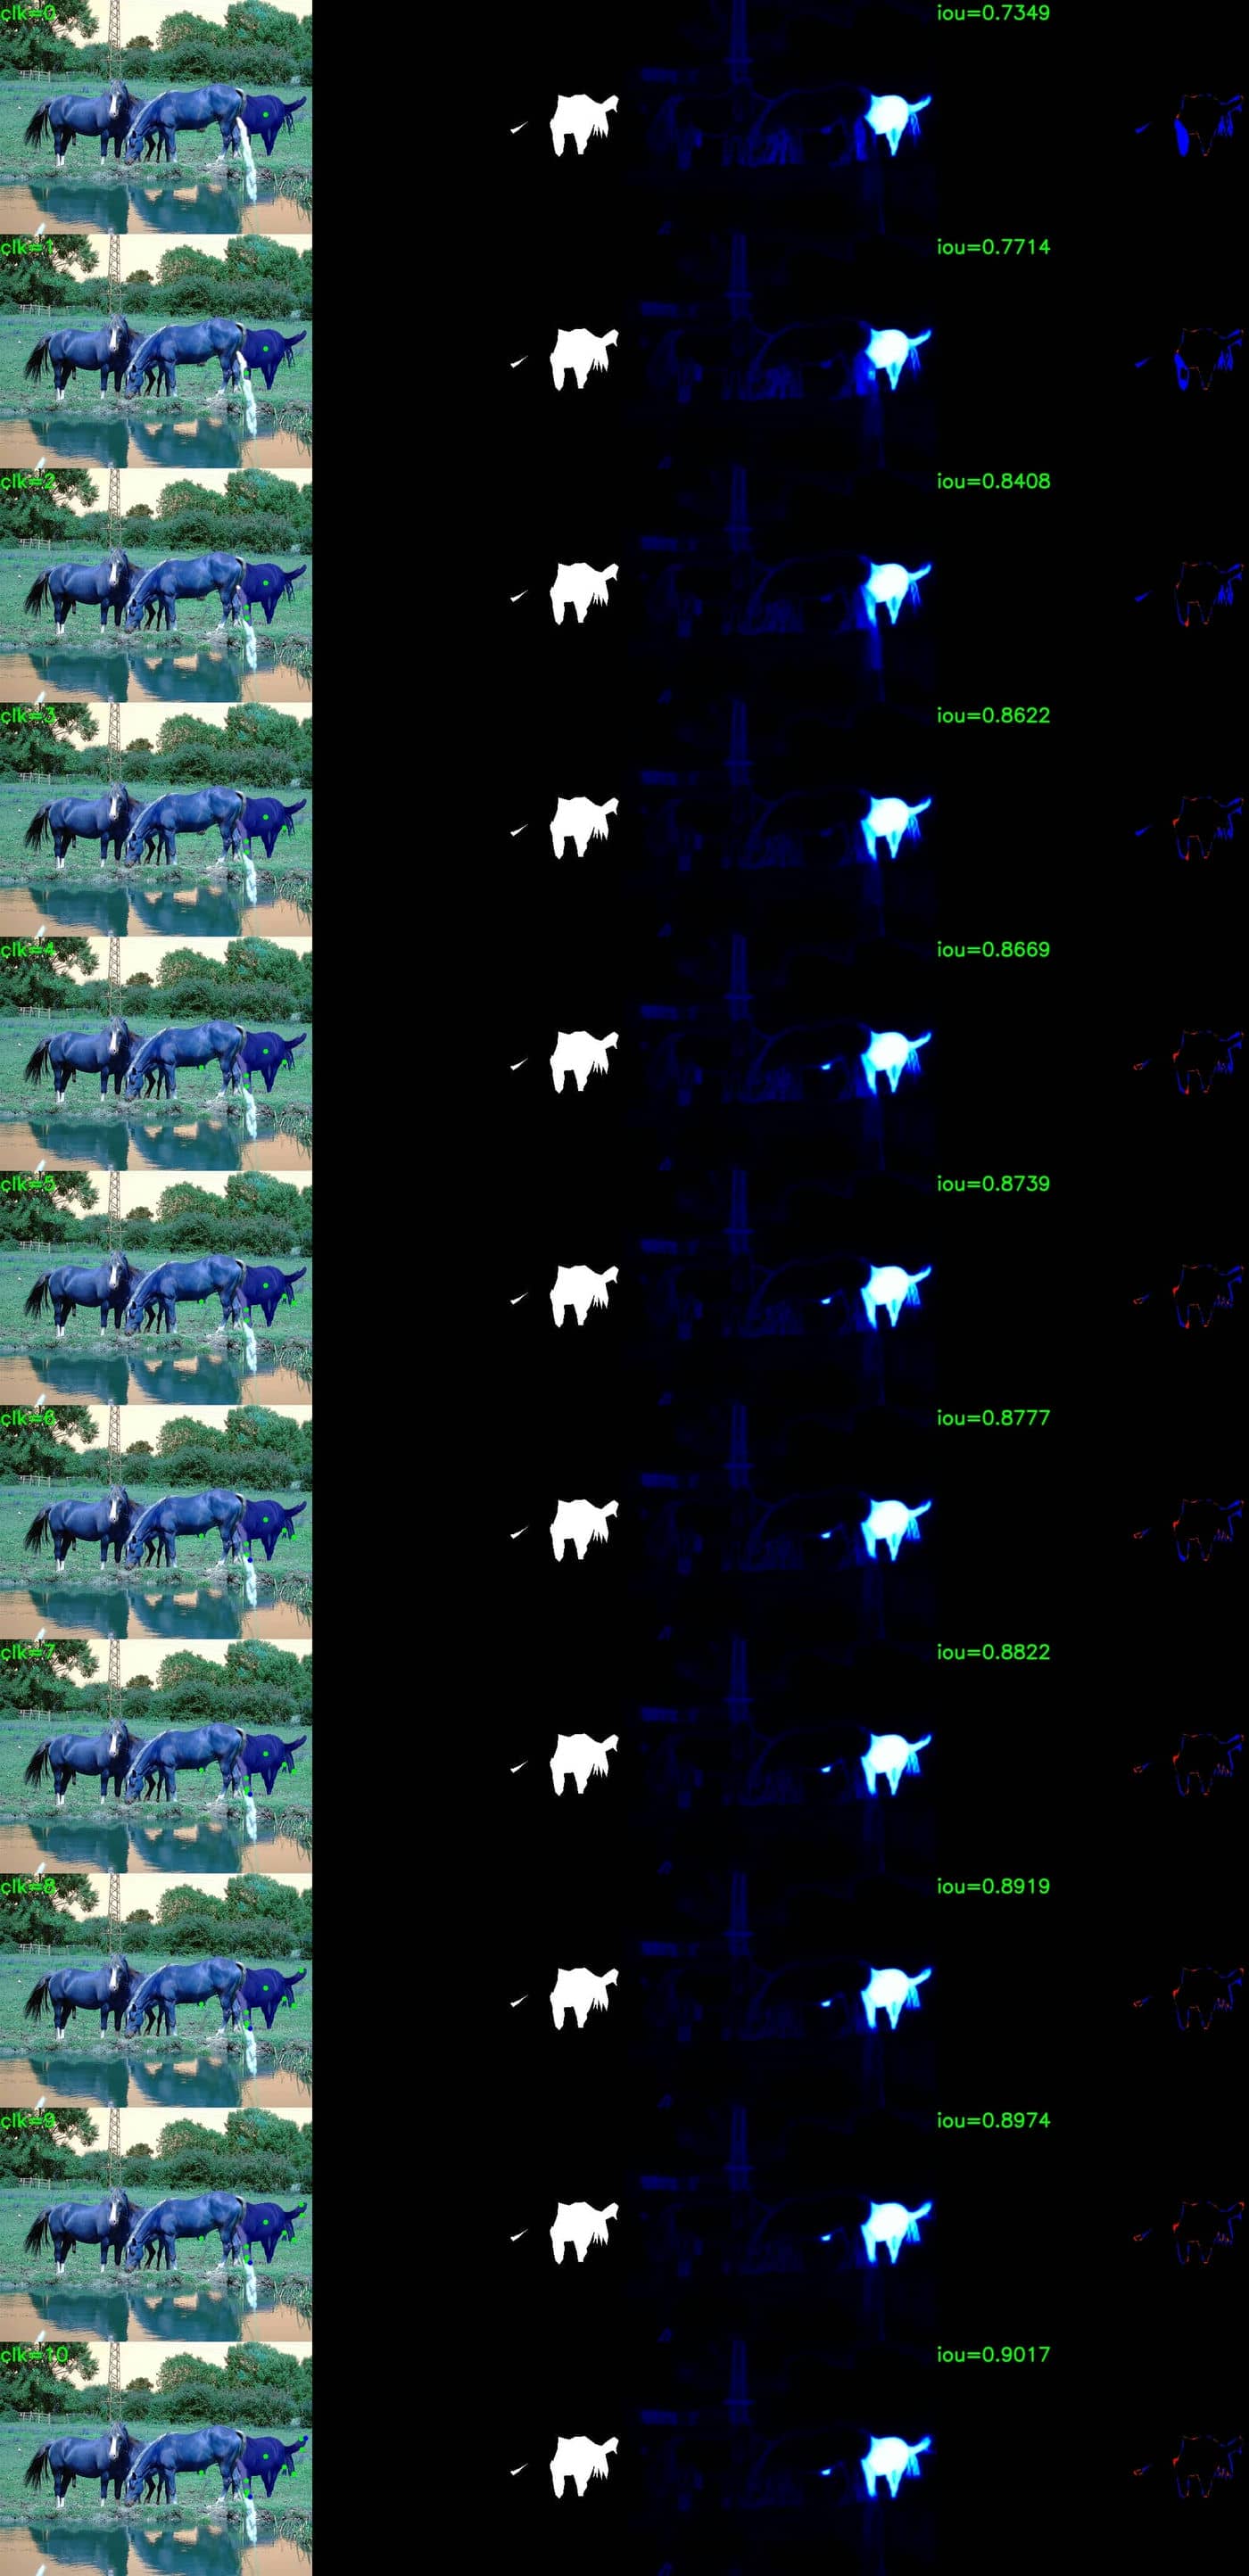 clk=0 iou=0.7349
clk=1 iou=0.7714
clk=2 iou=0.8408
clk=3 iou=0.8622
clk=4 iou=0.8669
clk=5 iou=0.8739
clk=6 iou=0.8777
clk=7 iou=0.8822
clk=8 iou=0.8919
clk=9 iou=0.8974
clk=10 iou=0.9017